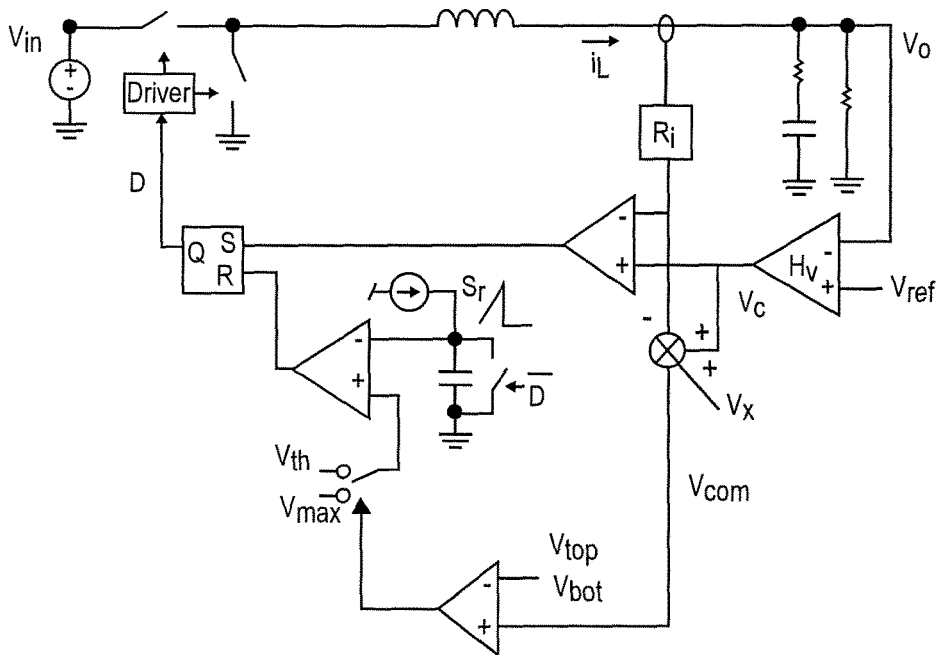 Vin
+
-
Driver
D
iL
Ri
Vo
Q
S
R
-
+
Hv
-
+
Vref
Vc
Sr
-
+
D
-
+
+
Vx
Vth
Vmax
Vcom
Vtop
Vbot
-
+